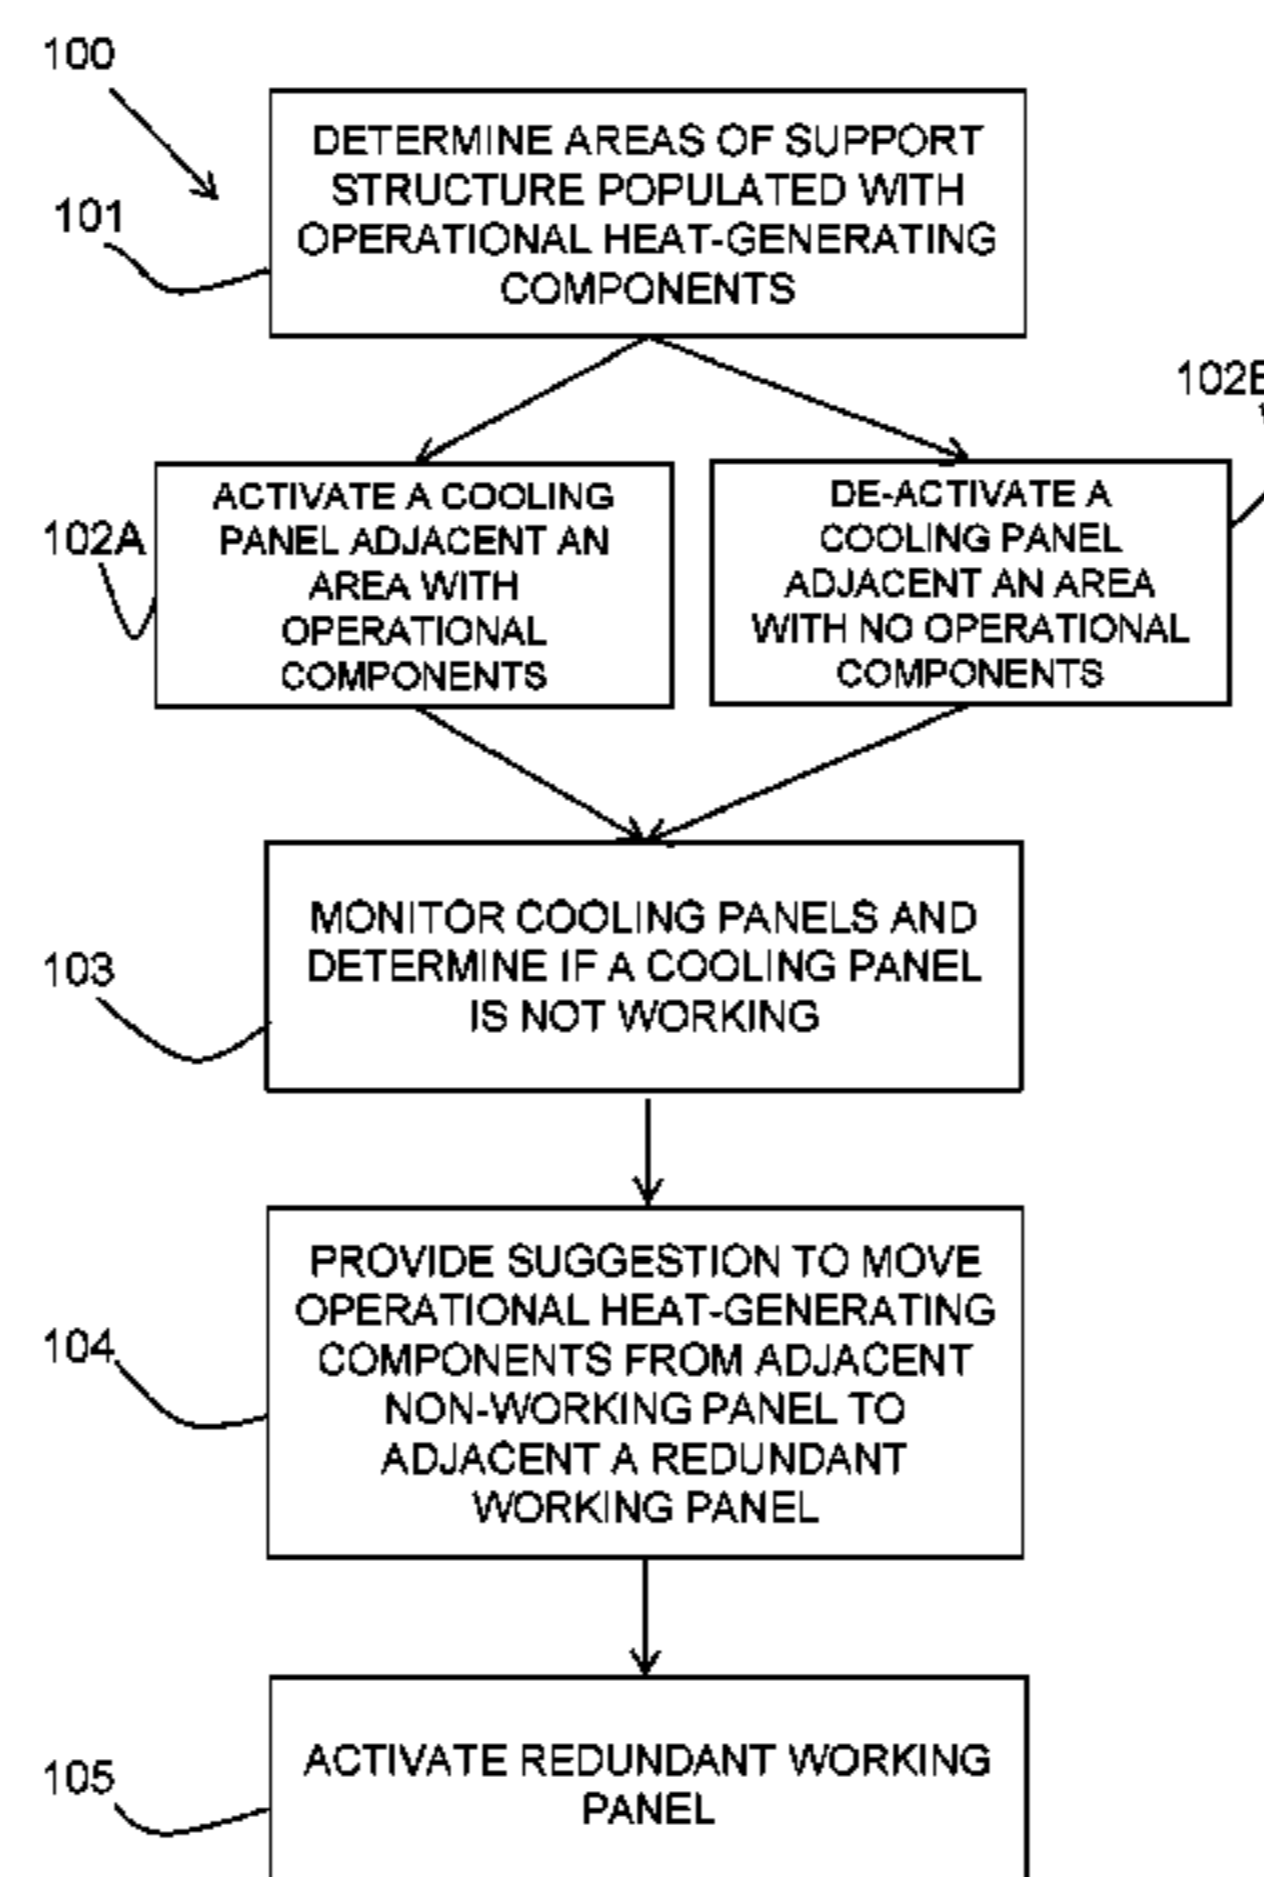 100
DETERMINE AREAS OF SUPPORT
STRUCTURE POPULATED WITH
OPERATIONAL HEAT-GENERATING
COMPONENTS
101
102B
ACTIVATE A COOLING
PANEL ADJACENT AN
AREA WITH
OPERATIONAL
COMPONENTS
102A
DE-ACTIVATE A
COOLING PANEL
ADJACENT AN AREA
WITH NO OPERATIONAL
COMPONENTS
MONITOR COOLING PANELS AND
DETERMINE IF A COOLING PANEL
IS NOT WORKING
103
PROVIDE SUGGESTION TO MOVE
OPERATIONAL HEAT-GENERATING
COMPONENTS FROM ADJACENT
NON-WORKING PANEL TO
ADJACENT A REDUNDANT
WORKING PANEL
104
ACTIVATE REDUNDANT WORKING
PANEL
105